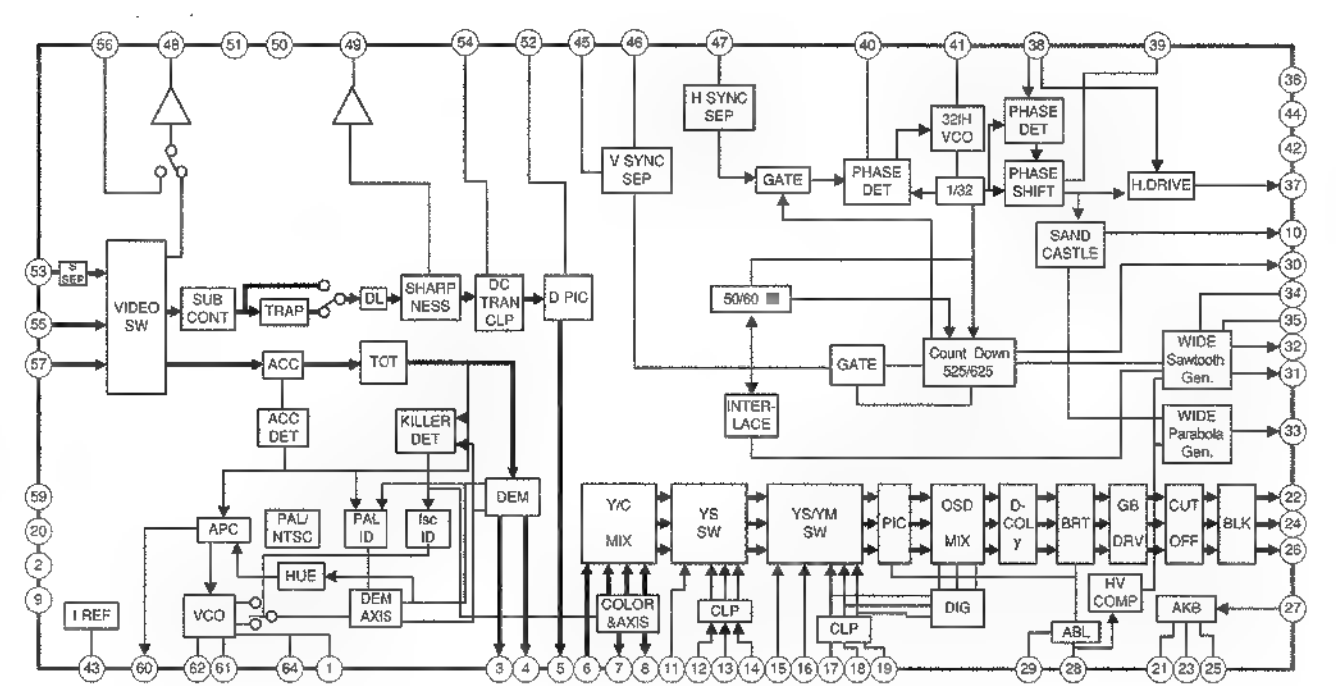 56 48 51 50 49 54 52 45 46 47 40 41 38 39
36
44
42
37
10
30
34
35
32
31
33
22
24
26
27
53
55
57
59
20
2
9
H SYNC
SEP
V SYNC
SEP
GATE
PHASE
DET
32fH
VCO
1/32
PHASE
DET
PHASE
SHIFT
H.DRIVE
SAND
CASTLE
S
SEP
VIDEO
SW
SUB
CONT
TRAP
DL
SHARP
NESS
DC
TRAN
CLP
D PIC
50/60
ACC
TOT
GATE
Count Down
525/625
WIDE
Sawtooth
Gen.
ACC
DET
KILLER
DET
INTER-
LACE
WIDE
Parabola
Gen.
APC
PAL/
NTSC
PAL
ID
fsc
ID
DEM
Y/C
MIX
YS
SW
YS/YM
SW
PIC
OSD
MIX
D-
COL
γ
BRT
GB
DRV
CUT
OFF
BLK
HUE
I REF
VCO
DEM
AXIS
COLOR
&AXIS
CLP
CLP
DIG
HV
COMP
ABL
AKB
43 60 62 61 64 1 3 4 5 6 7 8 11 12 13 14 15 16 17 18 19 29 28 21 23 25